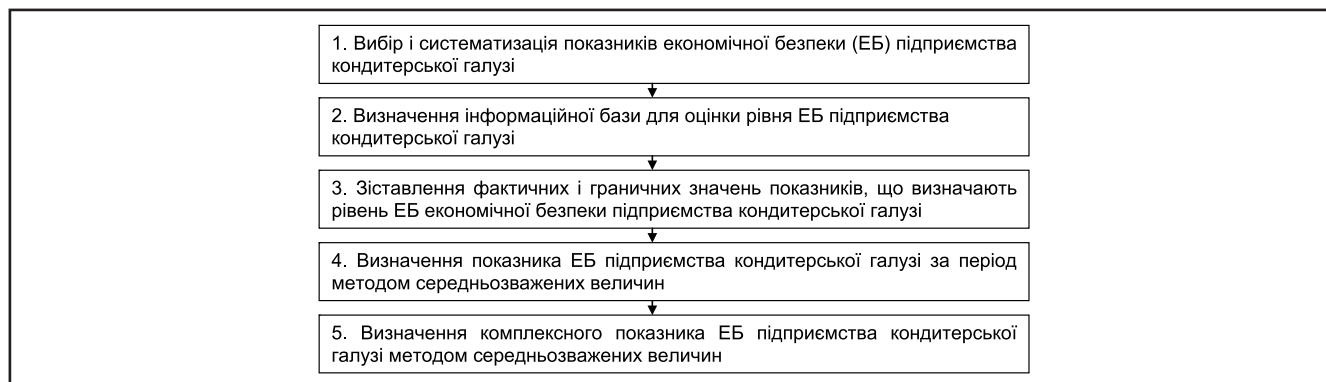 1. Вибір і систематизація показників економічної безпеки (ЕБ) підприємства
кондитерської галузі
2. Визначення інформаційної бази для оцінки рівня ЕБ підприємства
кондитерської галузі
3. Зіставлення фактичних і граничних значень показників, що визначають
рівень ЕБ економічної безпеки підприємства кондитерської галузі
4. Визначення показника ЕБ підприємства кондитерської галузі за період
методом середньозважених величин
5. Визначення комплексного показника ЕБ підприємства кондитерської
галузі методом середньозважених величин